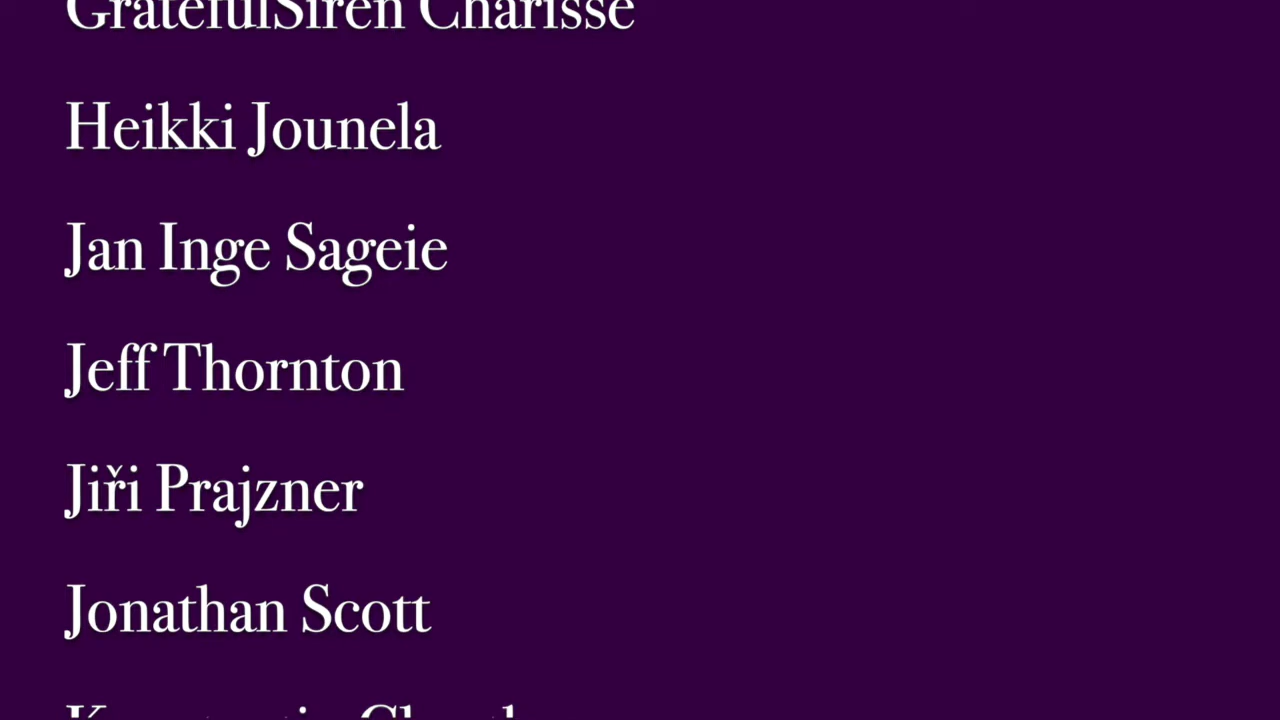 GratefulSiren Charisse
Heikki Jounela
Jan Inge Sageie
Jeff Thornton
Jiři Prajzner
Jonathan Scott